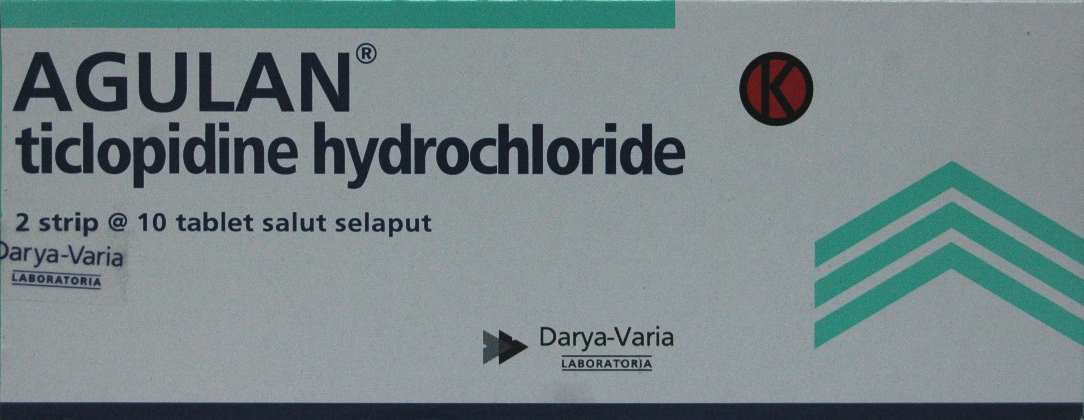 AGULAN®
ticlopidine hydrochloride
2 strip @ 10 tablet salut selaput
Darya-Varia
LABORATORIA
K
Darya-Varia
LABORATORIA